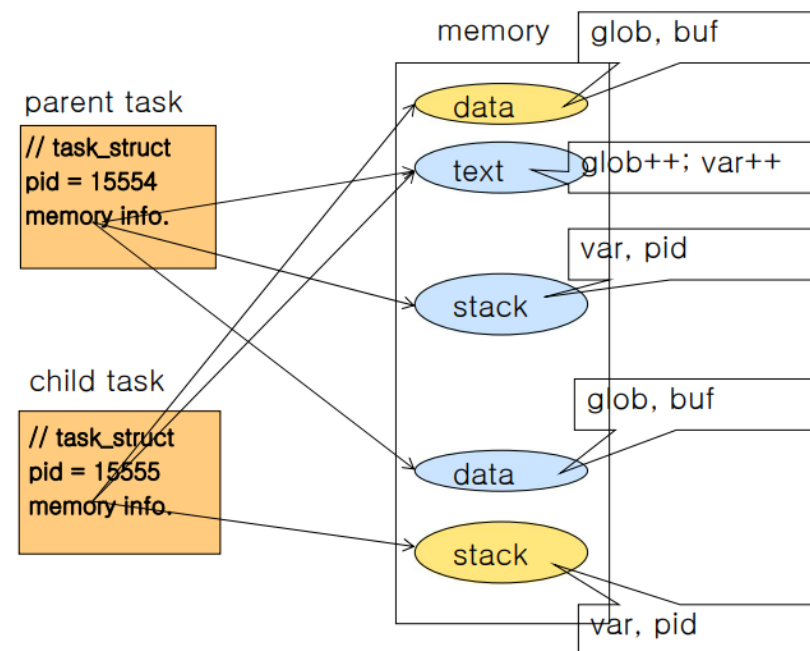 memory
glob, buf
parent task
data
// task_struct
pid = 15554
memory info.
text
glob++; var++
var, pid
stack
child task
glob, buf
// task_struct
pid = 15555
memory info.
data
stack
var, pid